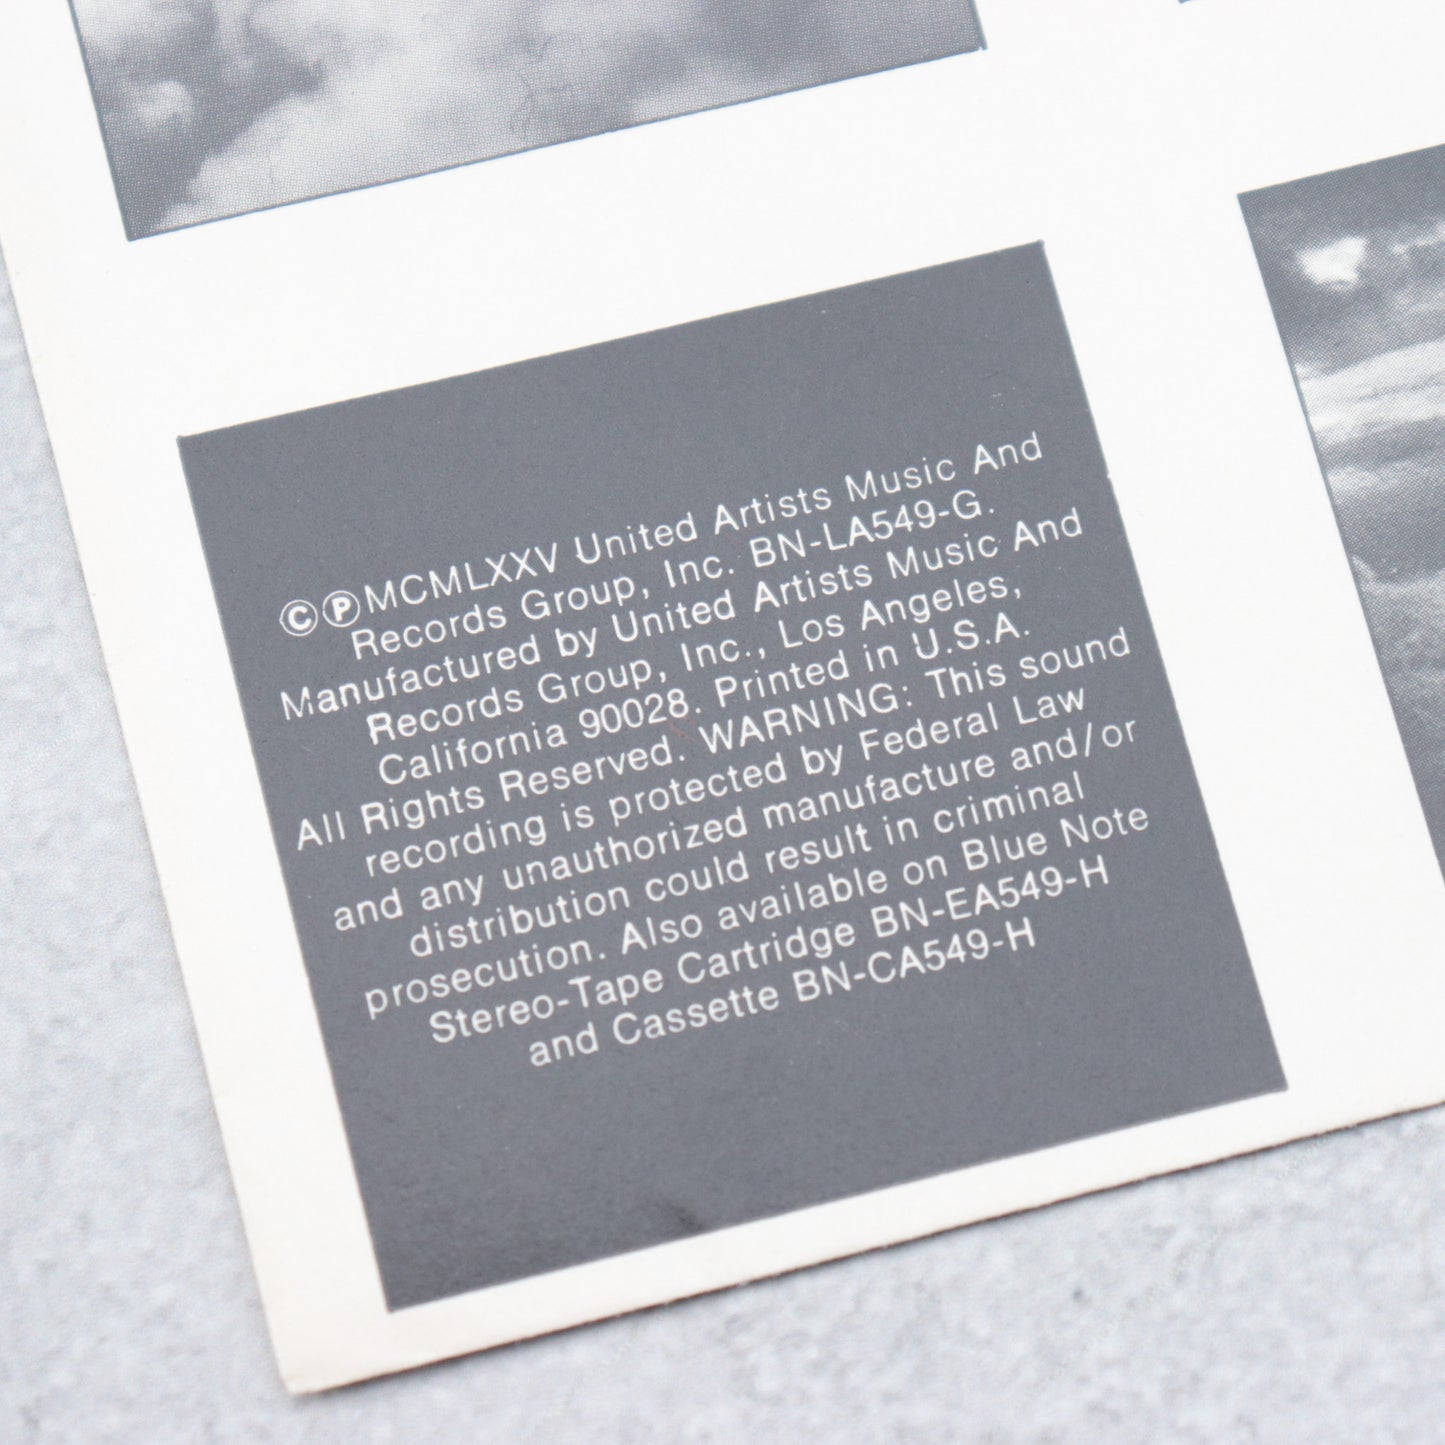 ©℗MCMLXXV United Artists Music And
Records Group, Inc. BN-LA549-G.
Manufactured by United Artists Music And
Records Group, Inc., Los Angeles,
California 90028. Printed in U.S.A.
All Rights Reserved. WARNING: This sound
recording is protected by Federal Law
and any unauthorized manufacture and/or
distribution could result in criminal
prosecution. Also available on Blue Note
Stereo-Tape Cartridge BN-EA549-H
and Cassette BN-CA549-H